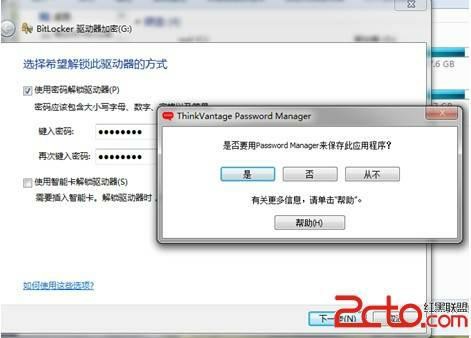 BitLocker 驱动器加密(G:)
选择希望解锁此驱动器的方式
使用密码解锁驱动器(P)
密码应该包含大小写字母、数字、
键入密码:
再次键入密码:
使用智能卡解锁驱动器(S)
需要插入智能卡。解锁驱动器时，
如何使用这些选项?
下一步(N)
ThinkVantage Password Manager
是否要用Password Manager来保存此应用程序?
是
否
从不
有关更多信息，请单击"帮助"。
帮助(H)
红黑联盟
2cto.com